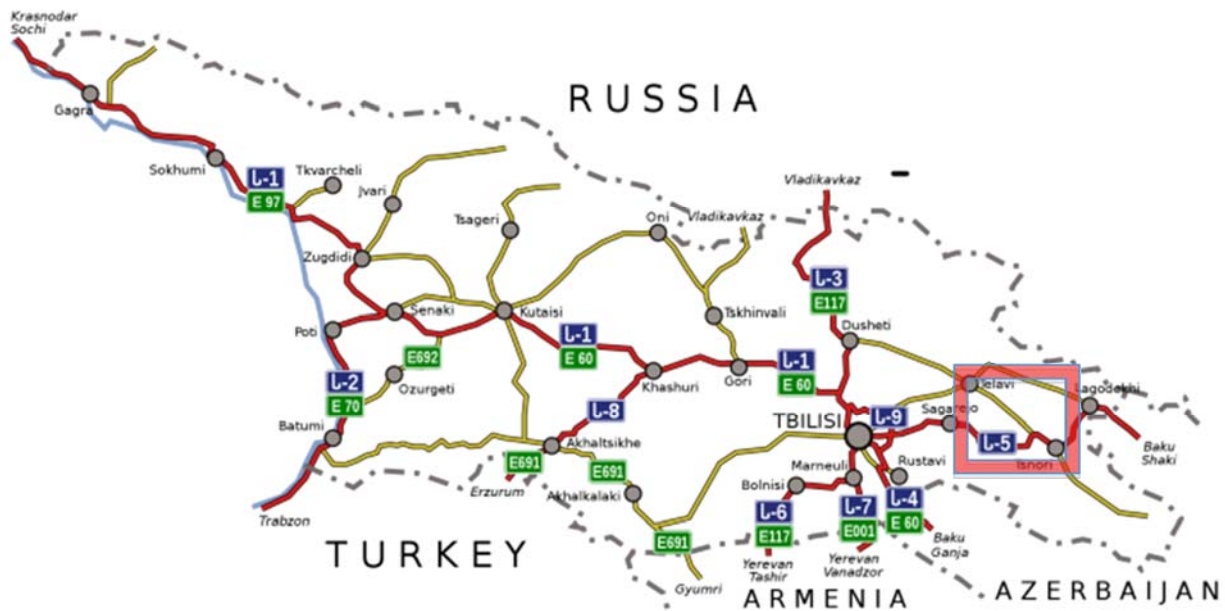 Krasnodar
Sochi
RUSSIA
Gagra
Sokhumi
ს-1
E 97
Tkvarcheli
Jvari
Tsageri
Oni
Vladikavkaz
Vladikavkaz
Zugdidi
ს-3
E117
Poti
Senaki
Kutaisi
Tskhinvali
Dusheti
ს-1
E 60
E692
Ozurgeti
Khashuri
Gori
ს-1
E 60
Telavi
Lagodekhi
ს-2
E 70
ს-8
Batumi
TBILISI
ს-9
Sagarejo
ს-5
Tsnori
Baku
Shaki
Akhaltsikhe
E691
E691
Erzurum
Akhalkalaki
Marneuli
Bolnisi
Rustavi
Trabzon
ს-6
E117
ს-7
E001
ს-4
E 60
Baku
Ganja
TURKEY
E691
Gyumri
Yerevan
Tashir
Yerevan
Vanadzor
ARMENIA
AZERBAIJAN